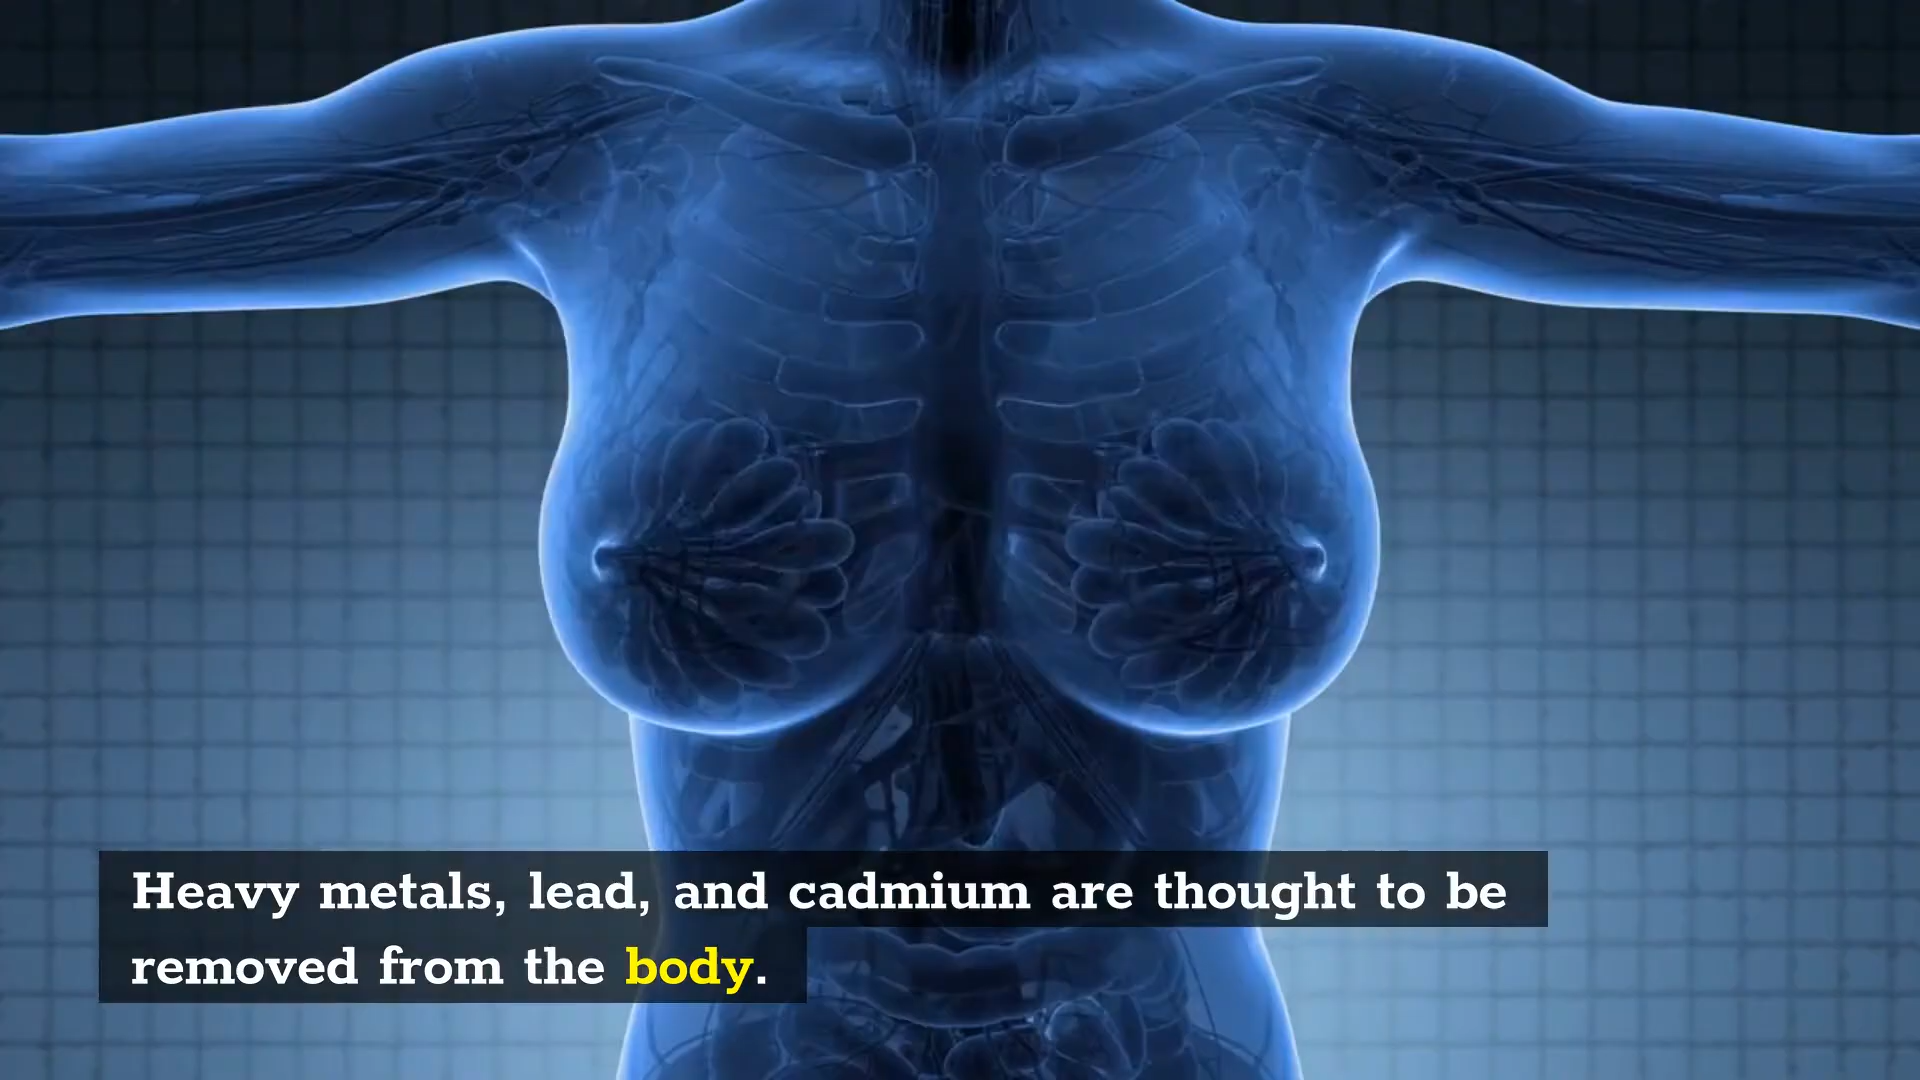 Heavy metals, lead, and cadmium are thought to be
removed from the body.